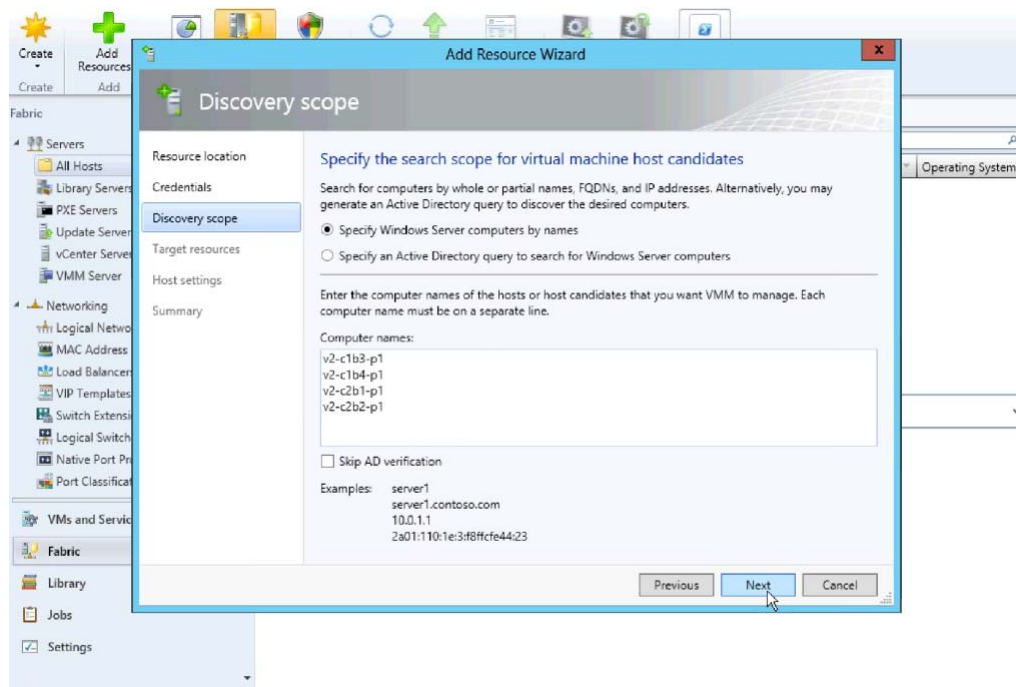 Create
Add Resources
Create
Add
Fabric
Servers
All Hosts
Library Servers
PXE Servers
Update Server
vCenter Server
VMM Server
Networking
Logical Netwo
MAC Address
Load Balancer
VIP Templates
Switch Extensi
Logical Switch
Native Port Pro
Port Classificat
VMs and Servic
Fabric
Library
Jobs
Settings
Add Resource Wizard
x
Discovery scope
Resource location
Credentials
Discovery scope
Target resources
Host settings
Summary
Specify the search scope for virtual machine host candidates
Search for computers by whole or partial names, FQDNs, and IP addresses. Alternatively, you may
generate an Active Directory query to discover the desired computers.
Specify Windows Server computers by names
Specify an Active Directory query to search for Windows Server computers
Enter the computer names of the hosts or host candidates that you want VMM to manage. Each
computer name must be on a separate line.
Computer names:
v2-c1b3-p1
v2-c1b4-p1
v2-c2b1-p1
v2-c2b2-p1
Skip AD verification
Examples: server1
server1.contoso.com
10.0.1.1
2a01:110:1e:3:f8ffcfe44:23
Previous
Next
Cancel
Operating System